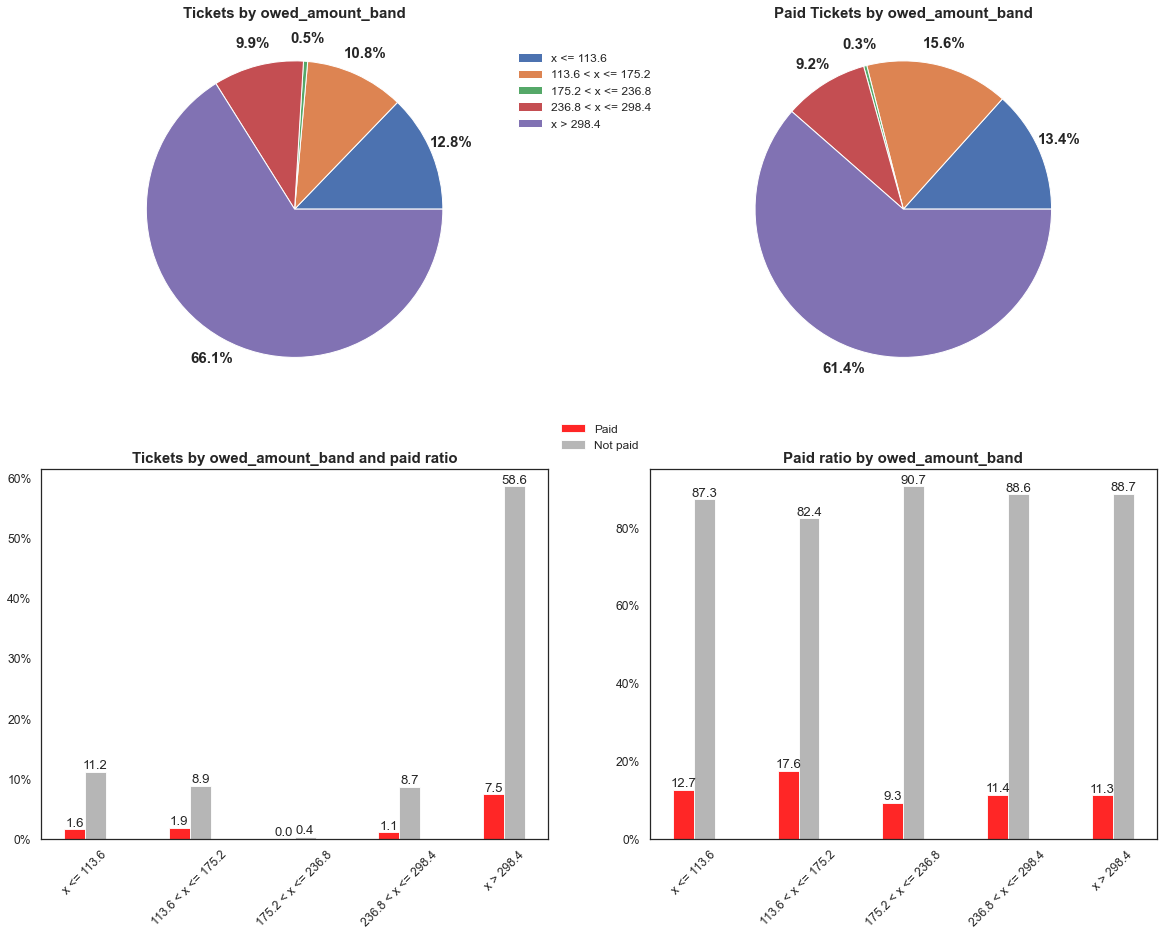 Tickets by owed_amount_band
9.9%
0.5%
10.8%
12.8%
66.1%
x <= 113.6
113.6 < x <= 175.2
175.2 < x <= 236.8
236.8 < x <= 298.4
x > 298.4
Paid Tickets by owed_amount_band
9.2%
0.3%
15.6%
13.4%
61.4%
Paid
Not paid
Tickets by owed_amount_band and paid ratio
60%
50%
40%
30%
20%
10%
0%
1.6
11.2
1.9
8.9
0.0
0.4
1.1
8.7
7.5
58.6
x <= 113.6
113.6 < x <= 175.2
175.2 < x <= 236.8
236.8 < x <= 298.4
x > 298.4
Paid ratio by owed_amount_band
80%
60%
40%
20%
0%
12.7
87.3
17.6
82.4
9.3
90.7
11.4
88.6
11.3
88.7
x <= 113.6
113.6 < x <= 175.2
175.2 < x <= 236.8
236.8 < x <= 298.4
x > 298.4